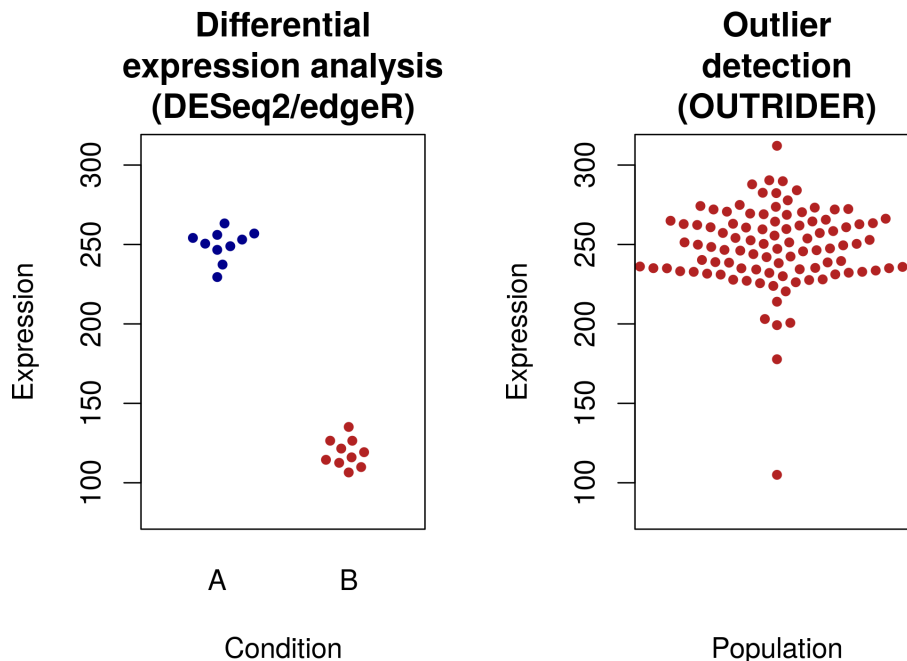 Differential
expression analysis
(DESeq2/edgeR)
Expression
300
250
200
150
100
A
B
Condition
Outlier
detection
(OUTRIDER)
Expression
300
250
200
150
100
Population